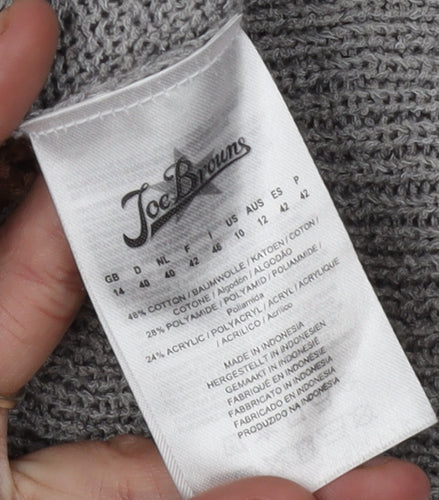 Joe Browns
GB D NL F I US AUS ES P
14 40 40 42 46 10 12 42 42
48% COTTON / BAUMWOLLE / KATOEN / COTON /
COTONE / Algodón / ALGODÃO
28% POLYAMIDE / POLYAMID / POLIAMMIDE /
Poliamida
24% ACRYLIC / POLYACRYL / ACRYL / ACRYLIQUE
/ ACRILICO / Acrílico
MADE IN INDONESIA
HERGESTELLT IN INDONESIEN
GEMAAKT IN INDONESIË
FABRIQUÉ EN INDONÉSIE
FABBRICATO IN INDONESIA
FABRICADO EN INDONESIA
PRODUZIDO NA INDONÉSIA